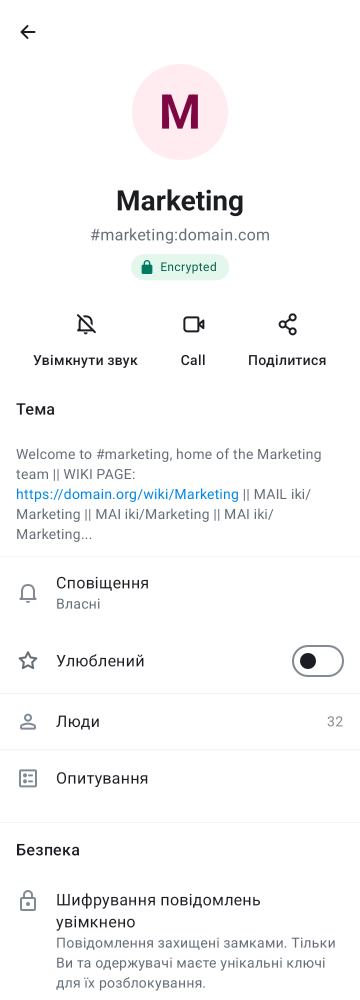 M
Marketing
#marketing:domain.com
Encrypted
Увімкнути звук
Call
Поділитися
Тема
Welcome to #marketing, home of the Marketing
team || WIKI PAGE:
https://domain.org/wiki/Marketing || MAIL iki/
Marketing || MAI iki/Marketing || MAI iki/
Marketing...
Сповіщення
Власні
Улюблений
Люди
32
Опитування
Безпека
Шифрування повідомлень
увімкнено
Повідомлення захищені замками. Тільки
Ви та одержувачі маєте унікальні ключі
для їх розблокування.